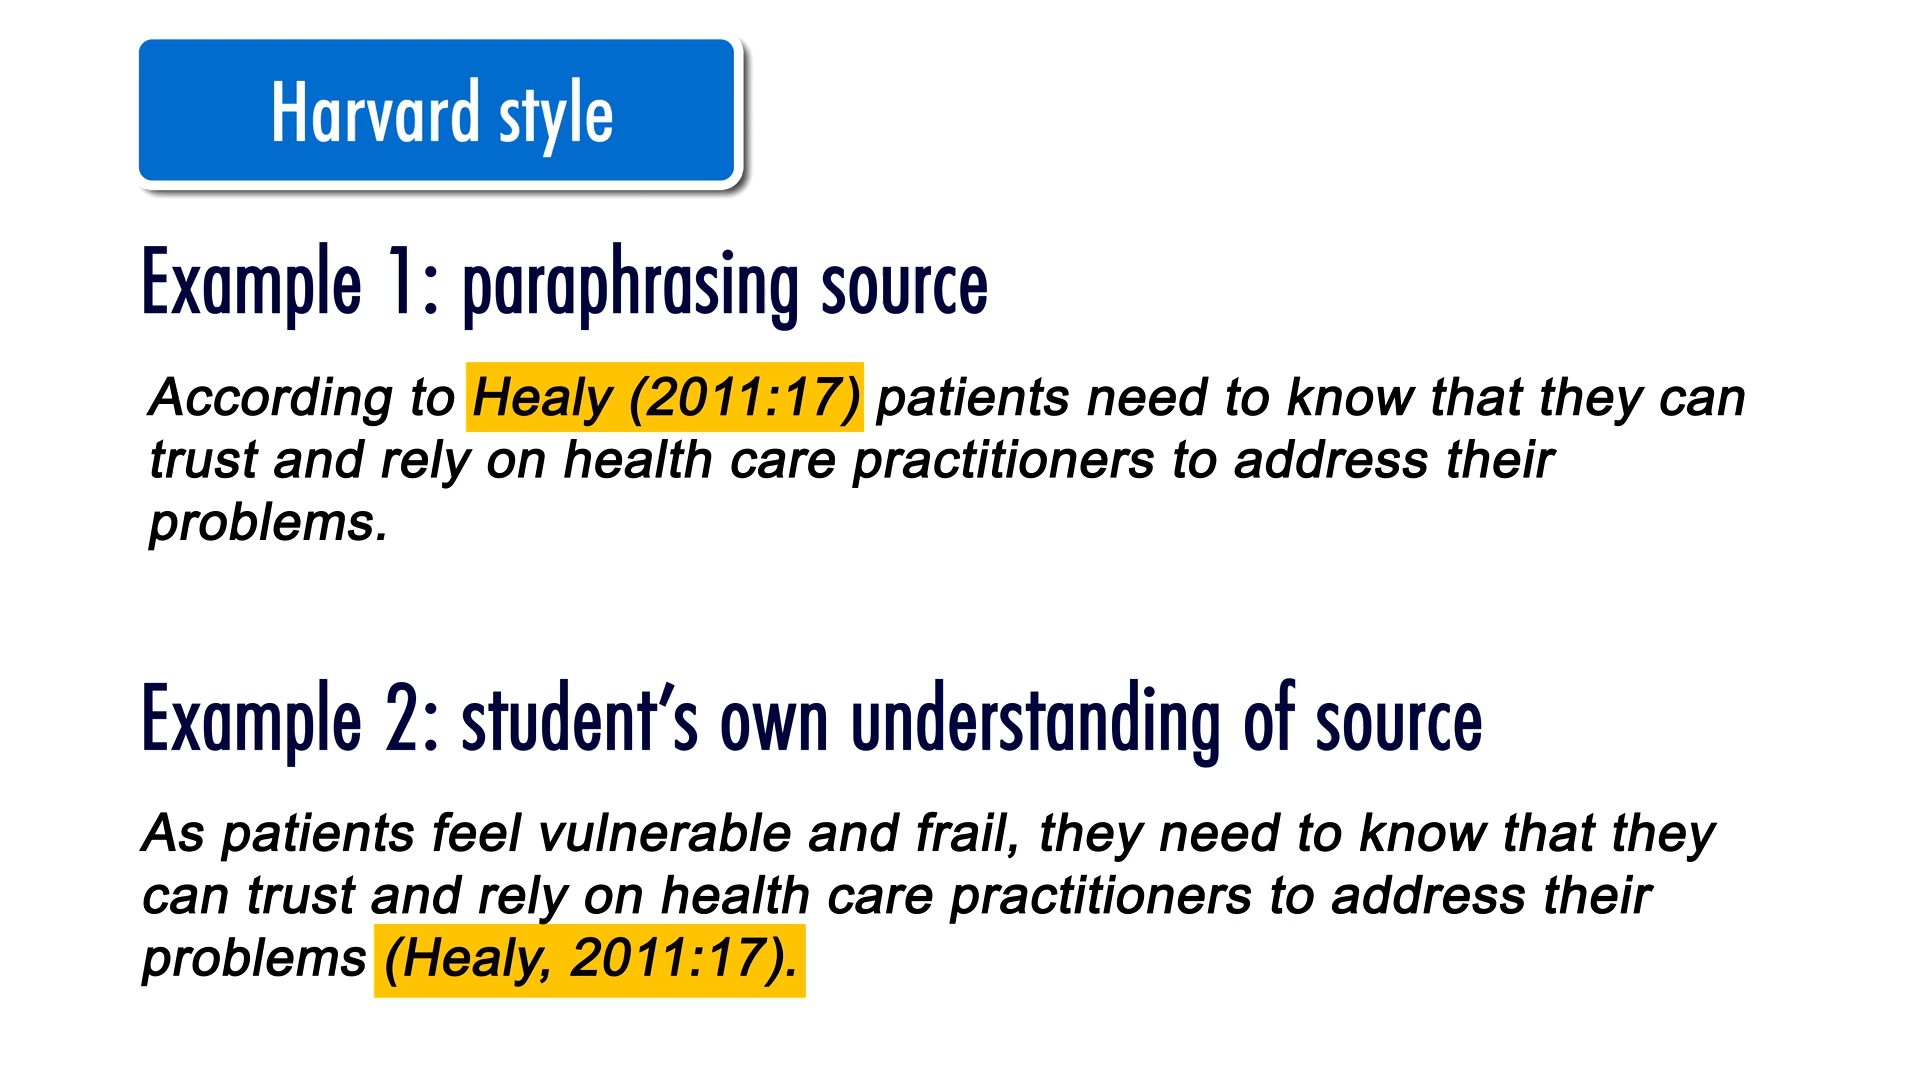 Harvard style
Example 1: paraphrasing source
According to Healy (2011:17) patients need to know that they can
trust and rely on health care practitioners to address their
problems.
Example 2: student’s own understanding of source
As patients feel vulnerable and frail, they need to know that they
can trust and rely on health care practitioners to address their
problems (Healy, 2011:17).